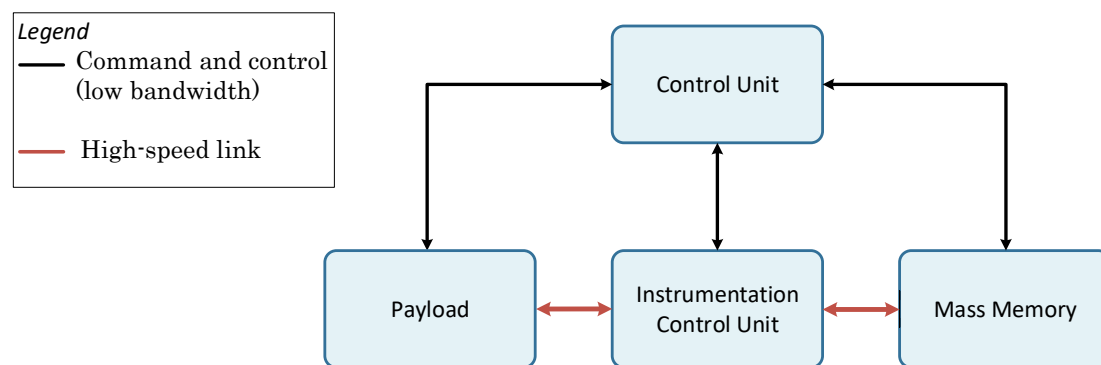 Legend
Command and control
(low bandwidth)
High-speed link
Control Unit
Payload
Instrumentation
Control Unit
Mass Memory